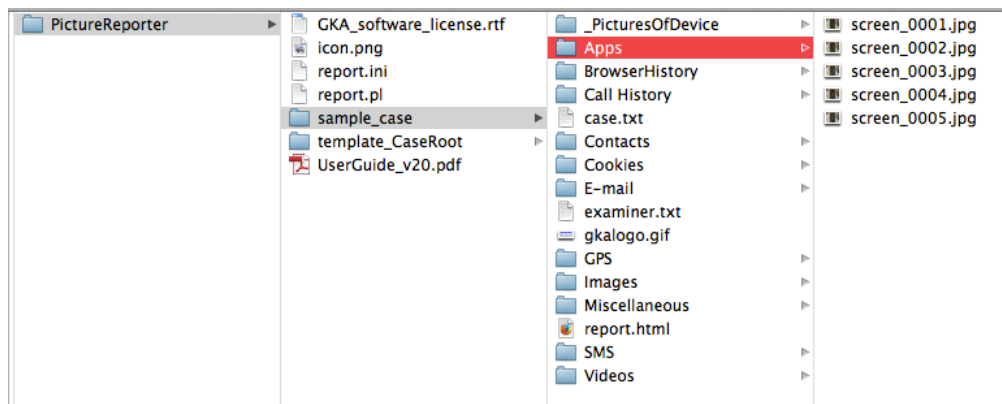 PictureReporter
GKA_software_license.rtf
icon.png
report.ini
report.pl
sample_case
template_CaseRoot
UserGuide_v20.pdf
_PicturesOfDevice
Apps
BrowserHistory
Call History
case.txt
Contacts
Cookies
E-mail
examiner.txt
gkalogo.gif
GPS
Images
Miscellaneous
report.html
SMS
Videos
screen_0001.jpg
screen_0002.jpg
screen_0003.jpg
screen_0004.jpg
screen_0005.jpg